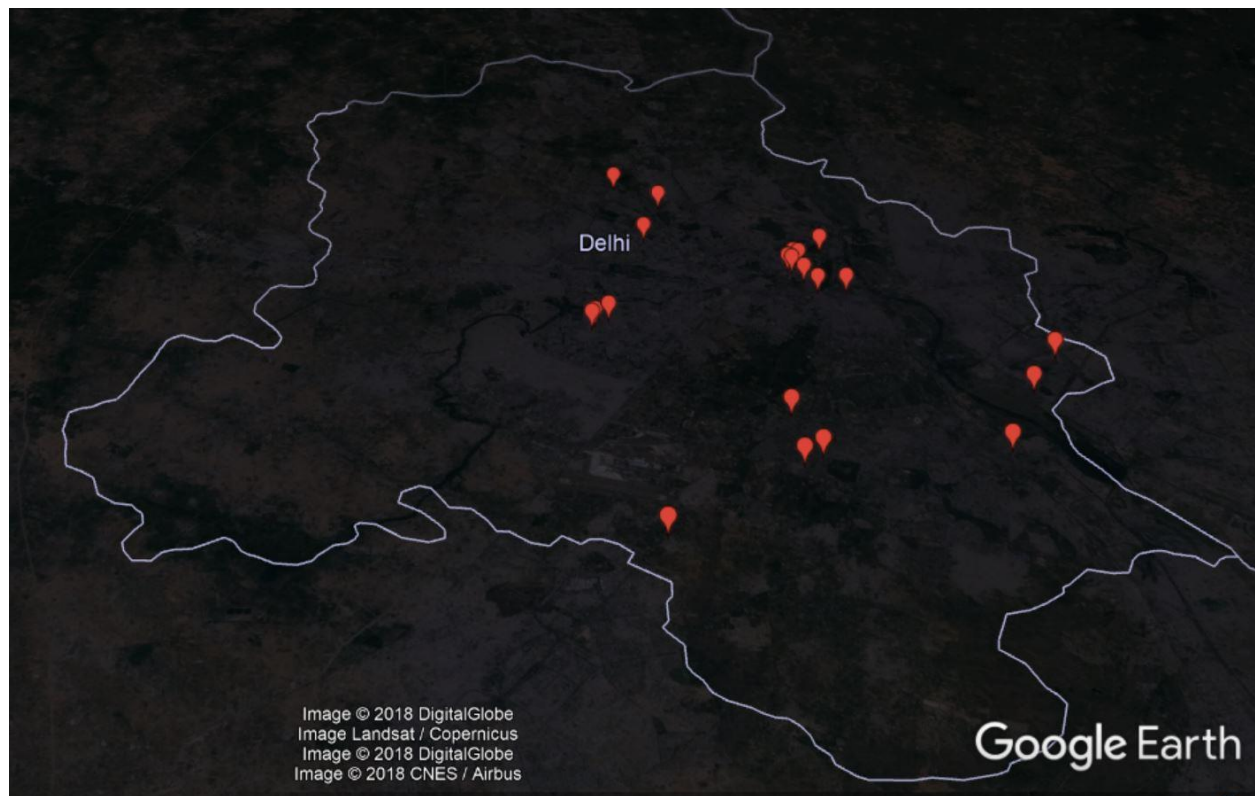 Delhi
Image © 2018 DigitalGlobe
Image Landsat / Copernicus
Image © 2018 DigitalGlobe
Image © 2018 CNES / Airbus
Google Earth